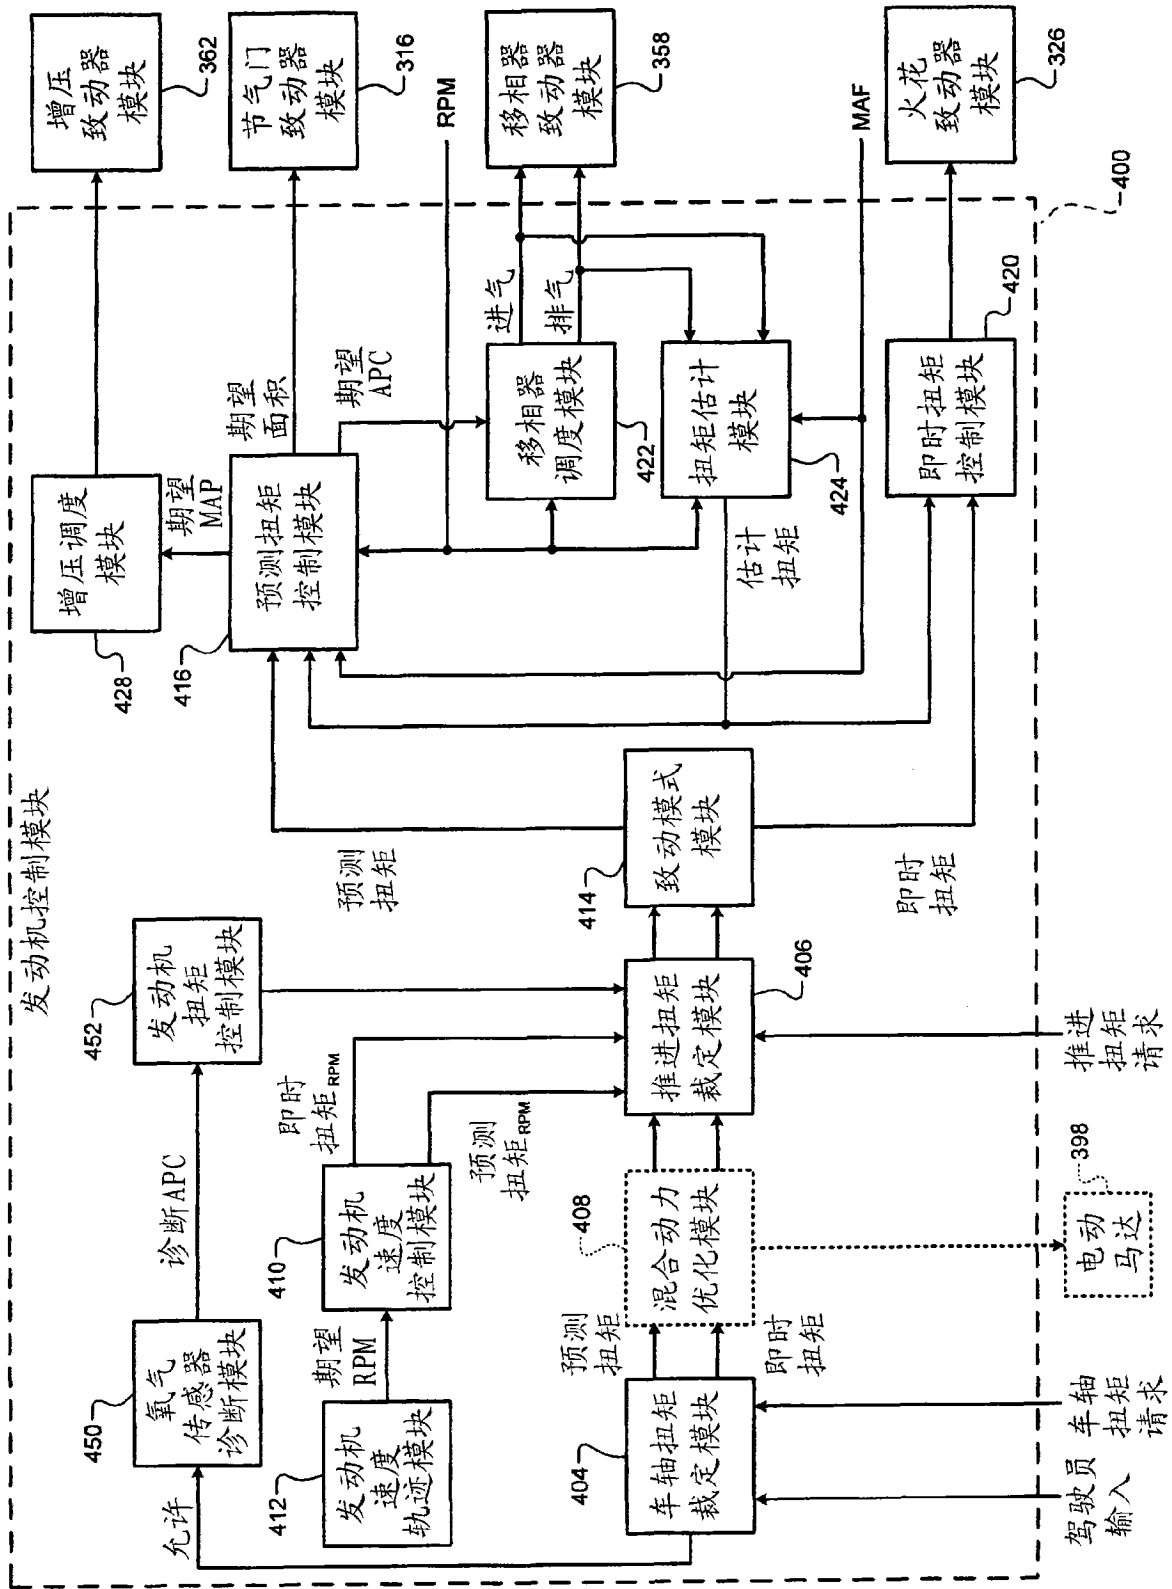 发动机控制模块
400
增压
致动器
模块
362
节气门
致动器
模块
316
RPM
移相器
致动器
模块
358
MAF
火花
致动器
模块
326
增压调度
模块
428
期望
MAP
期望
面积
预测扭矩
控制模块
416
期望
APC
进气
排气
移相器
调度模块
422
扭矩估计
模块
424
估计
扭矩
即时扭矩
控制模块
420
预测
扭矩
致动模式
模块
414
即时
扭矩
发动机
扭矩
控制模块
452
诊断APC
即时
扭矩RPM
预测
扭矩RPM
推进扭矩
裁定模块
406
推进
扭矩
请求
氧气
传感器
诊断模块
450
发动机
速度
控制模块
410
期望
RPM
发动机
速度
轨迹模块
412
混合动力
优化模块
408
电动
马达
398
预测
扭矩
即时
扭矩
车轴扭矩
裁定模块
404
允许
驾驶员
输入
车轴
扭矩
请求